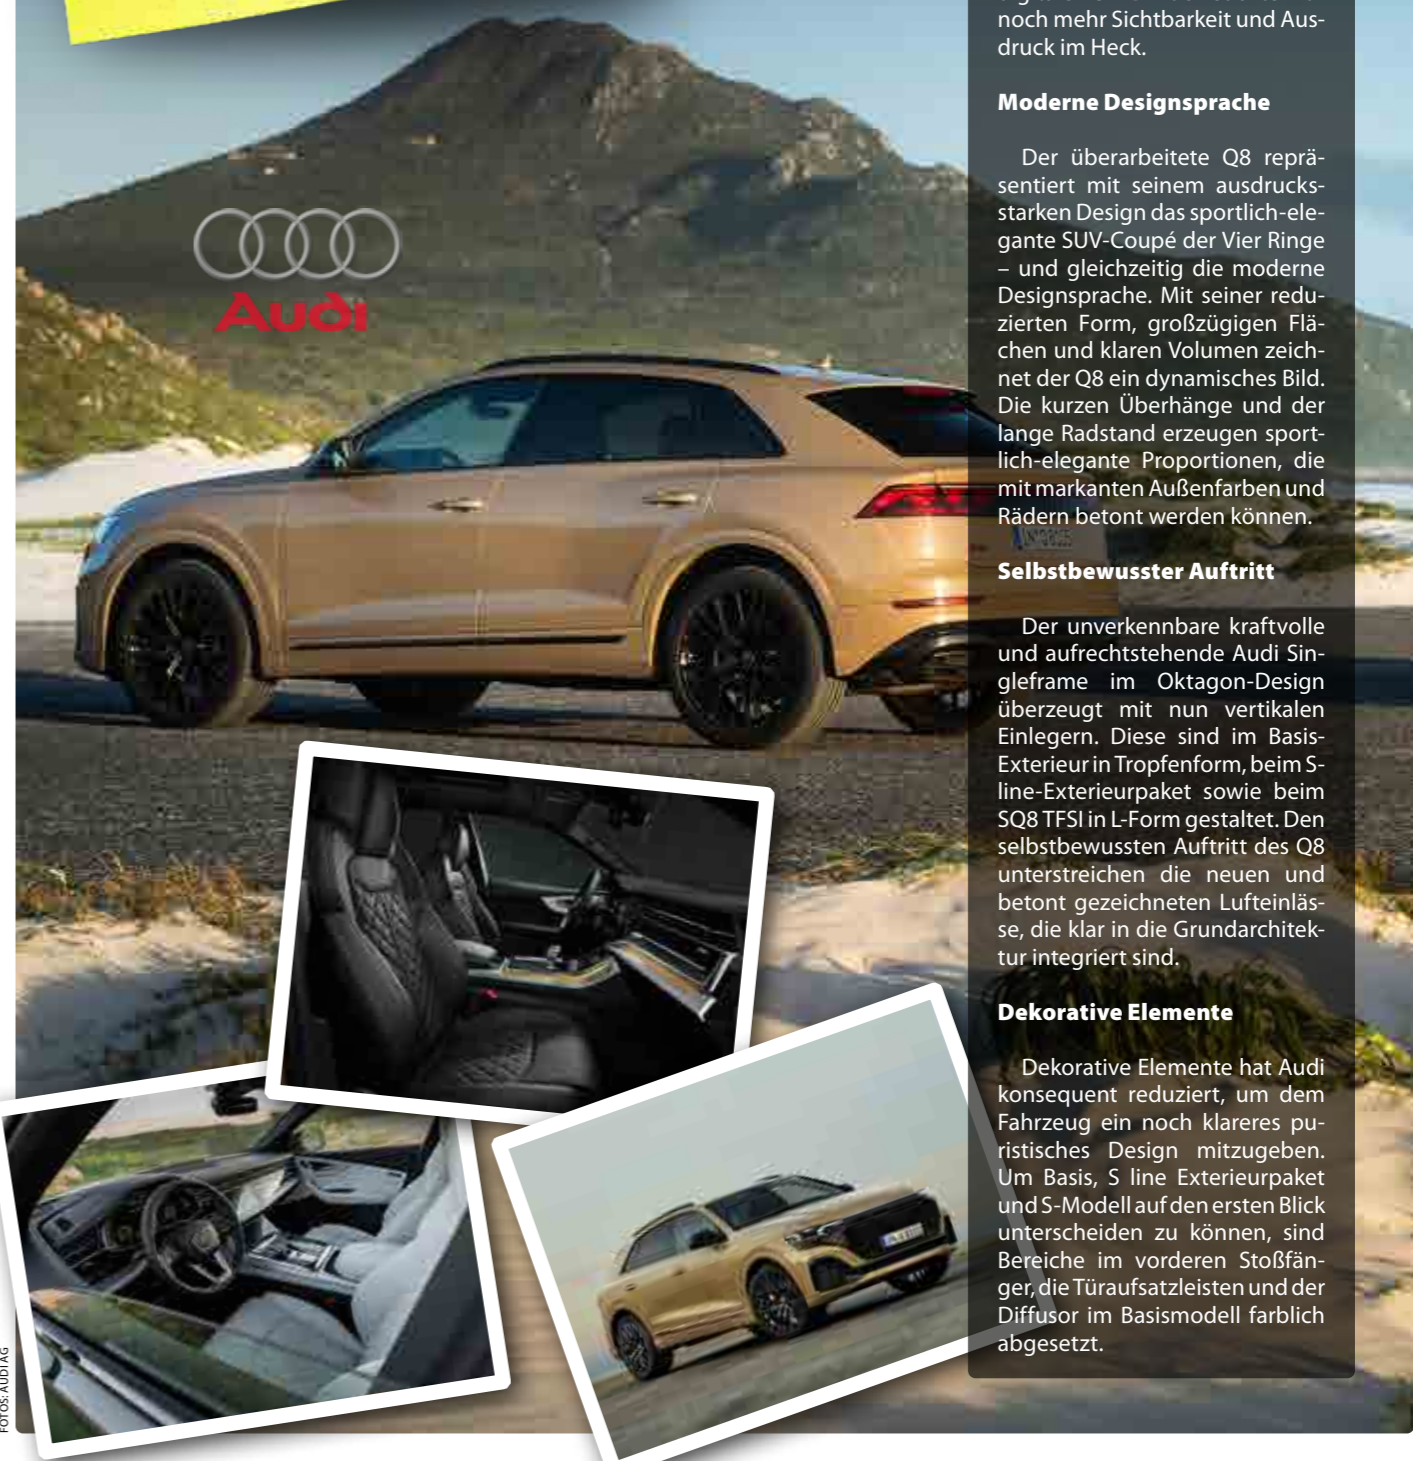 noch mehr Sichtbarkeit und Aus-
druck im Heck.
Moderne Designsprache
Der überarbeitete Q8 reprä-
sentiert mit seinem ausdrucks-
starken Design das sportlich-ele-
gante SUV-Coupé der Vier Ringe
– und gleichzeitig die moderne
Designsprache. Mit seiner redu-
zierten Form, großzügigen Flä-
chen und klaren Volumen zeich-
net der Q8 ein dynamisches Bild.
Die kurzen Überhänge und der
lange Radstand erzeugen sport-
lich-elegante Proportionen, die
mit markanten Außenfarben und
Rädern betont werden können.
Selbstbewusster Auftritt
Der unverkennbare kraftvolle
und aufrechtstehende Audi Sin-
gleframe im Oktagon-Design
überzeugt mit nun vertikalen
Einlegern. Diese sind im Basis-
Exterieur in Tropfenform, beim S-
line-Exterieurpaket sowie beim
SQ8 TFSI in L-Form gestaltet. Den
selbstbewussten Auftritt des Q8
unterstreichen die neuen und
betont gezeichneten Lufteinläs-
se, die klar in die Grundarchitek-
tur integriert sind.
Dekorative Elemente
Dekorative Elemente hat Audi
konsequent reduziert, um dem
Fahrzeug ein noch klareres pu-
ristisches Design mitzugeben.
Um Basis, S line Exterieurpaket
und S-Modell auf den ersten Blick
unterscheiden zu können, sind
Bereiche im vorderen Stoßfän-
ger, die Türaufsatzleisten und der
Diffusor im Basismodell farblich
abgesetzt.
Audi
FOTOS: AUDI AG